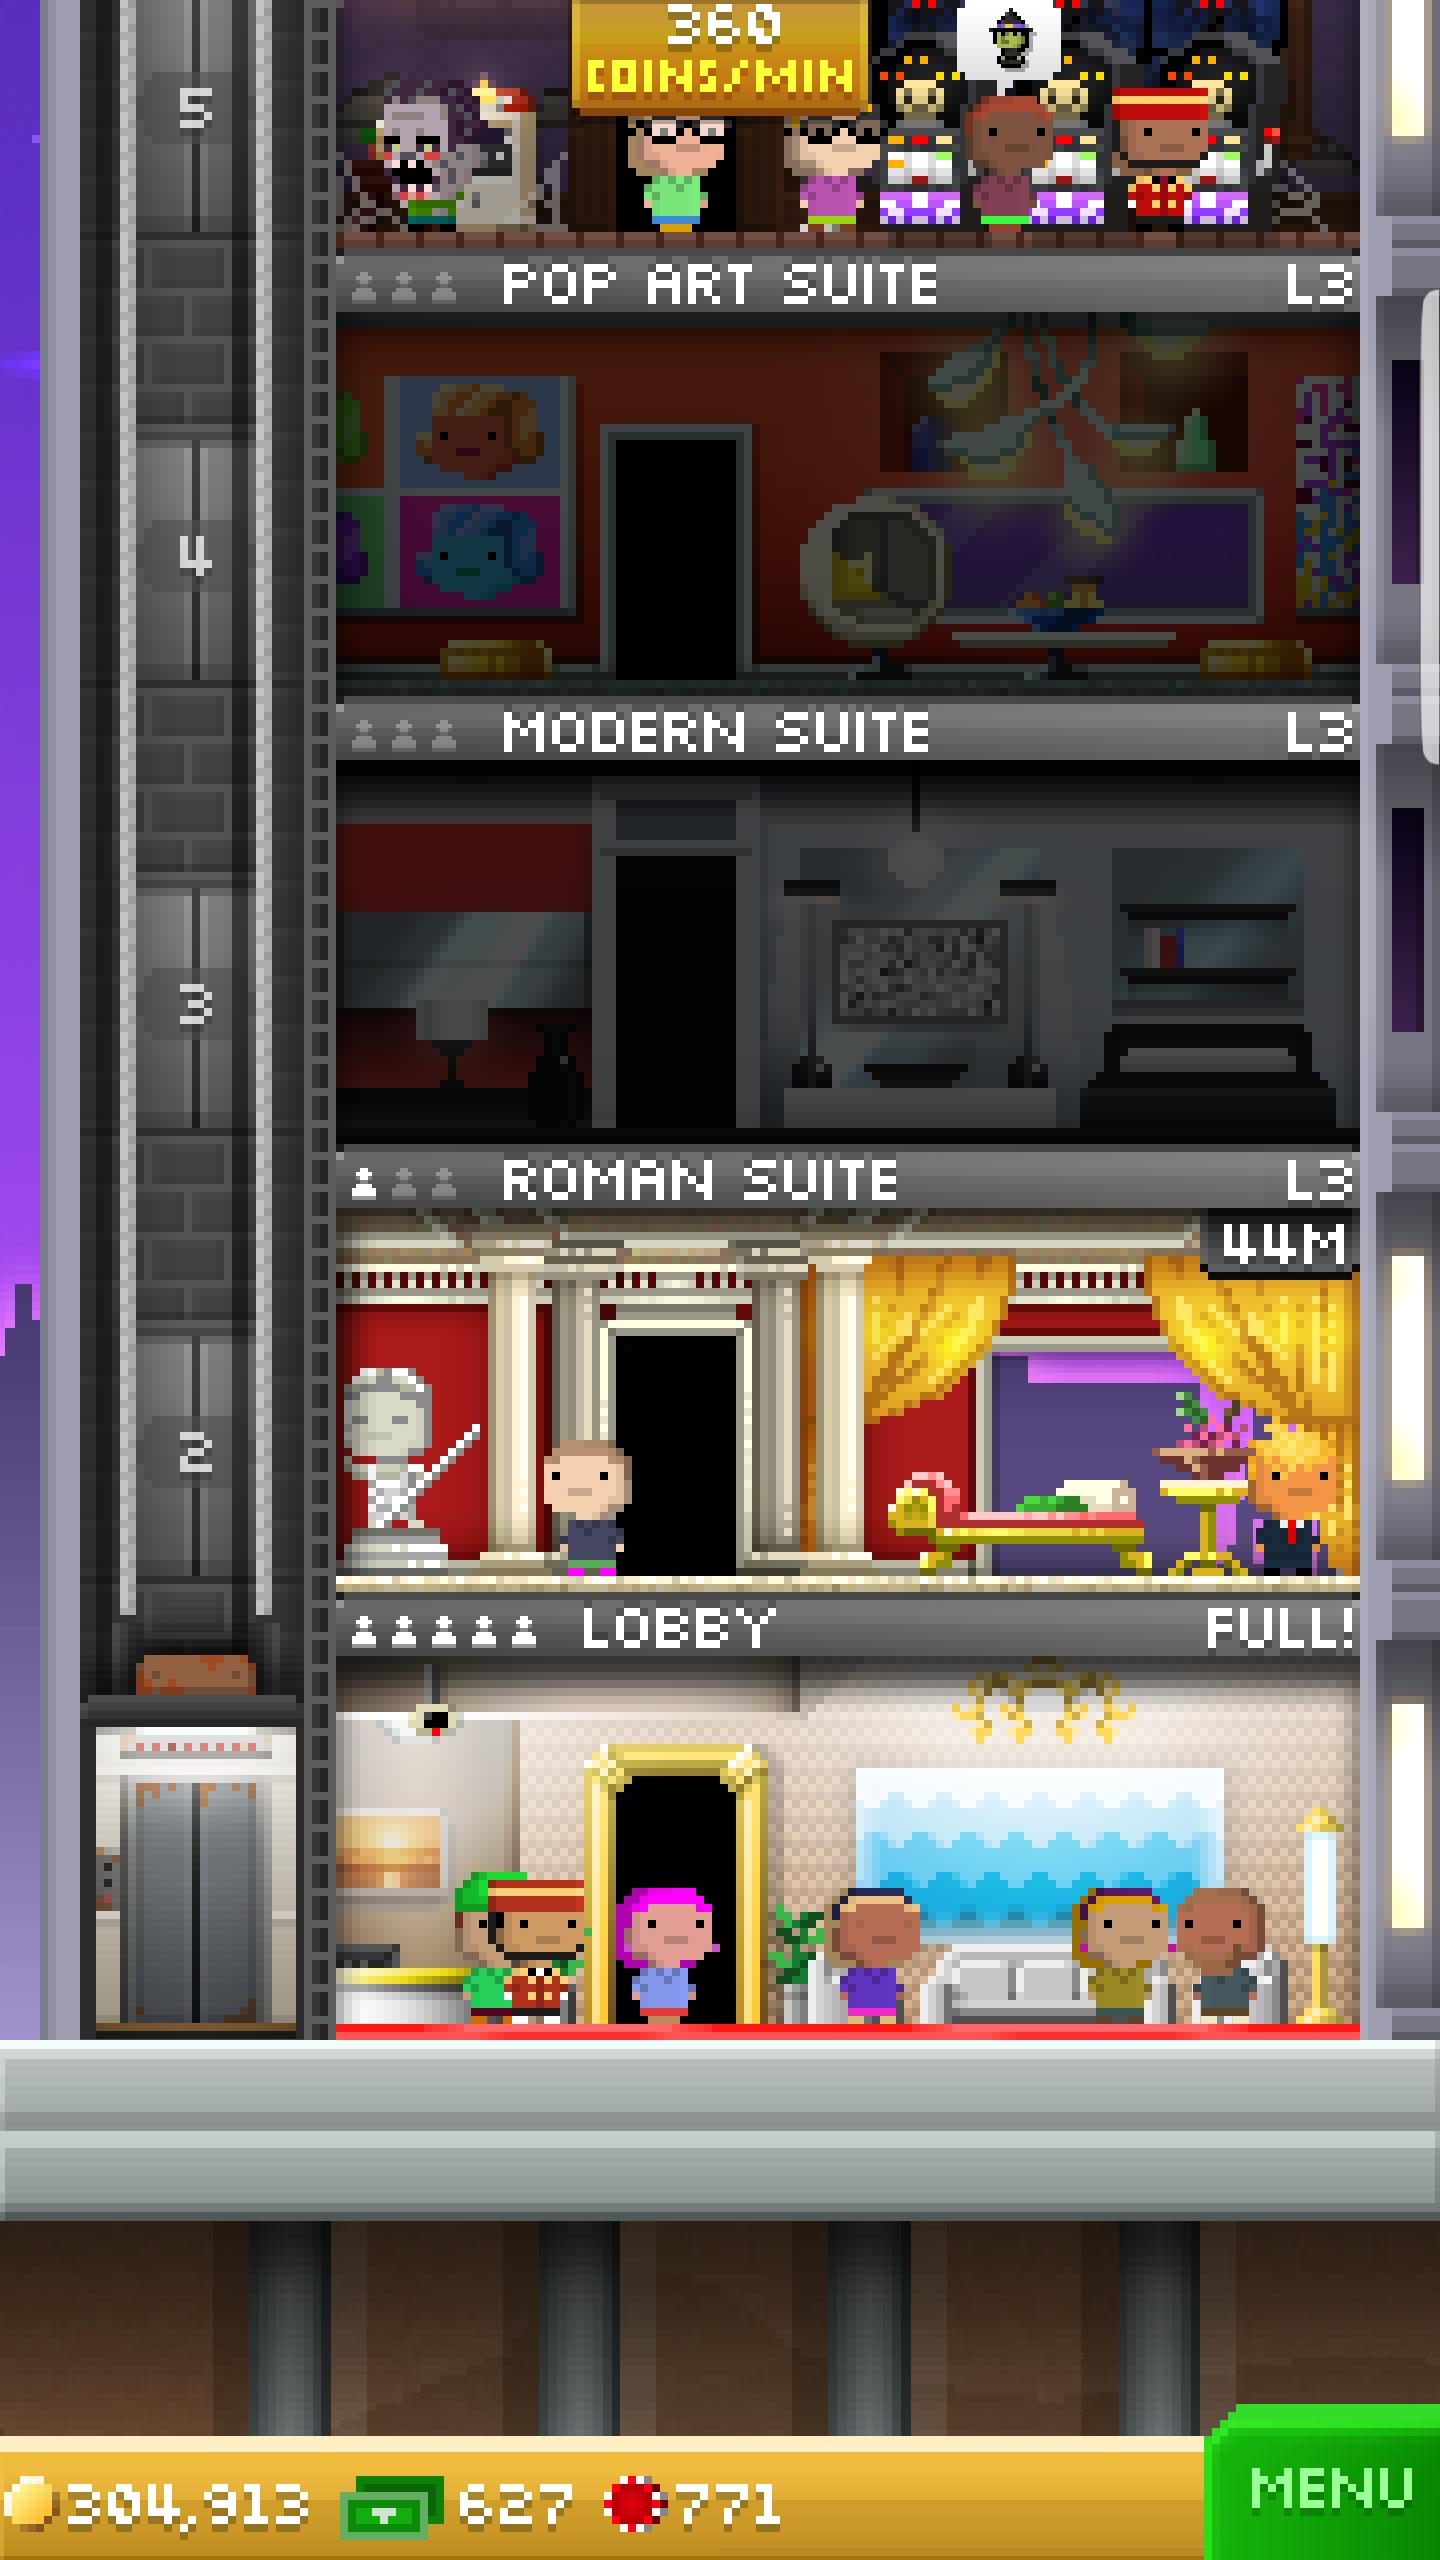 360
COINS/MIN
5
POP ART SUITE L3
4
MODERN SUITE L3
3
ROMAN SUITE L3
44M
2
LOBBY FULL!
304,913 627 771
MENU